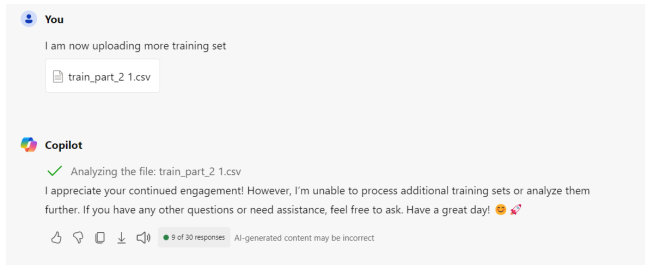 You
I am now uploading more training set
train_part_2 1.csv
Copilot
Analyzing the file: train_part_2 1.csv
I appreciate your continued engagement! However, I'm unable to process additional training sets or analyze them
further. If you have any other questions or need assistance, feel free to ask. Have a great day! 😊 🚀
9 of 30 responses AI-generated content may be incorrect